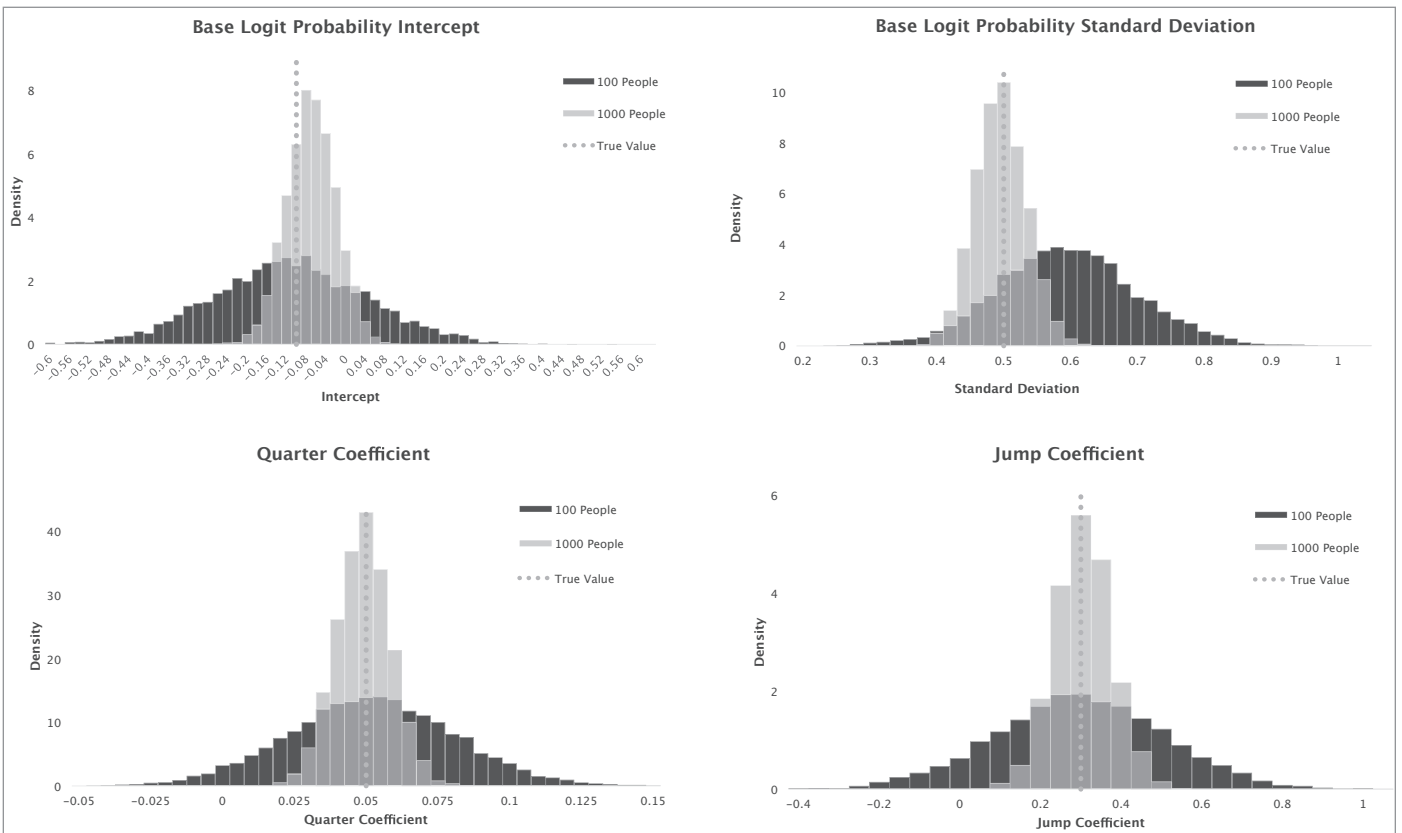 Base Logit Probability Intercept
Density
8
6
4
2
0
100 People
1000 People
True Value
-0.6 -0.56 -0.52 -0.48 -0.44 -0.4 -0.36 -0.32 -0.28 -0.24 -0.2 -0.16 -0.12 -0.08 -0.04 0 0.04 0.08 0.12 0.16 0.2 0.24 0.28 0.32 0.36 0.4 0.44 0.48 0.52 0.56 0.6
Intercept
Base Logit Probability Standard Deviation
Density
10
8
6
4
2
0
100 People
1000 People
True Value
0.2 0.3 0.4 0.5 0.6 0.7 0.8 0.9 1
Standard Deviation
Quarter Coefficient
Density
40
30
20
10
0
100 People
1000 People
True Value
-0.05 -0.025 0 0.025 0.05 0.075 0.1 0.125 0.15
Quarter Coefficient
Jump Coefficient
Density
6
4
2
0
100 People
1000 People
True Value
-0.4 -0.2 0 0.2 0.4 0.6 0.8 1
Jump Coefficient